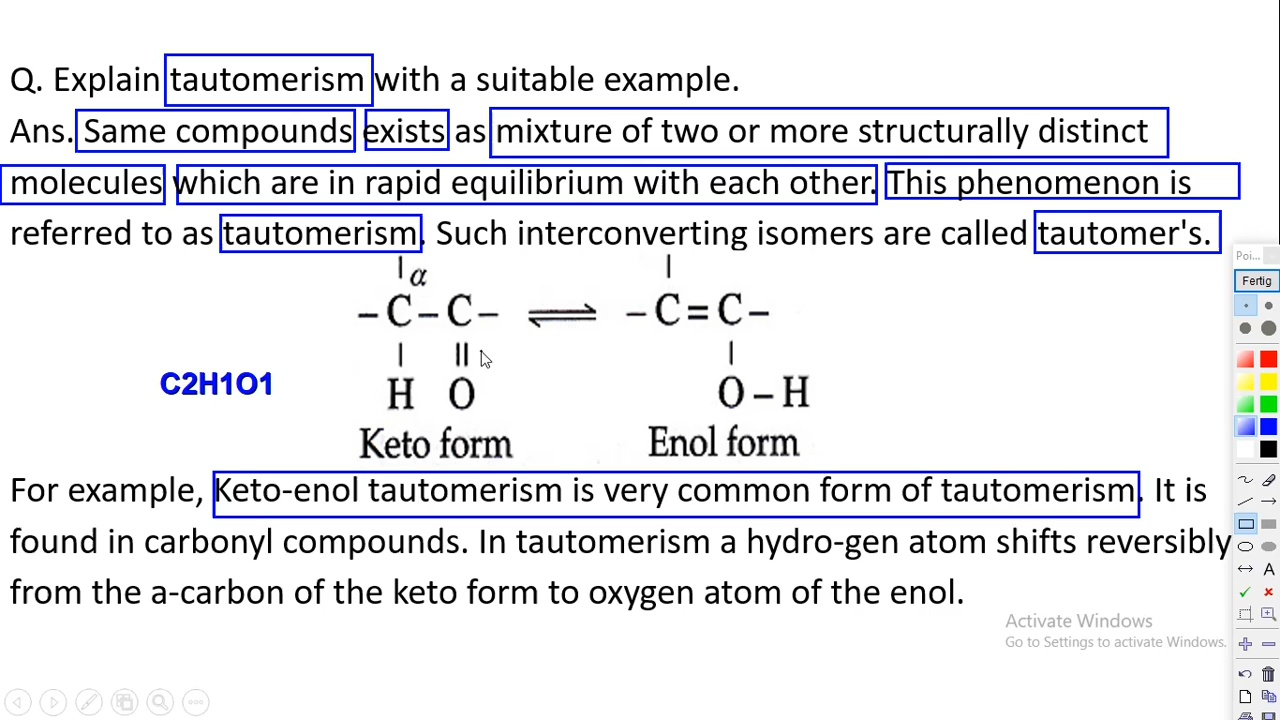 Q. Explain tautomerism with a suitable example.
Ans. Same compounds exists as mixture of two or more structurally distinct
molecules which are in rapid equilibrium with each other. This phenomenon is
referred to as tautomerism. Such interconverting isomers are called tautomer's.
α
– C – C – ⇌ – C = C –
C2H1O1
H O O – H
Keto form Enol form
For example, Keto-enol tautomerism is very common form of tautomerism. It is
found in carbonyl compounds. In tautomerism a hydro-gen atom shifts reversibly
from the a-carbon of the keto form to oxygen atom of the enol.
Poi...
Fertig
A
Activate Windows
Go to Settings to activate Windows.